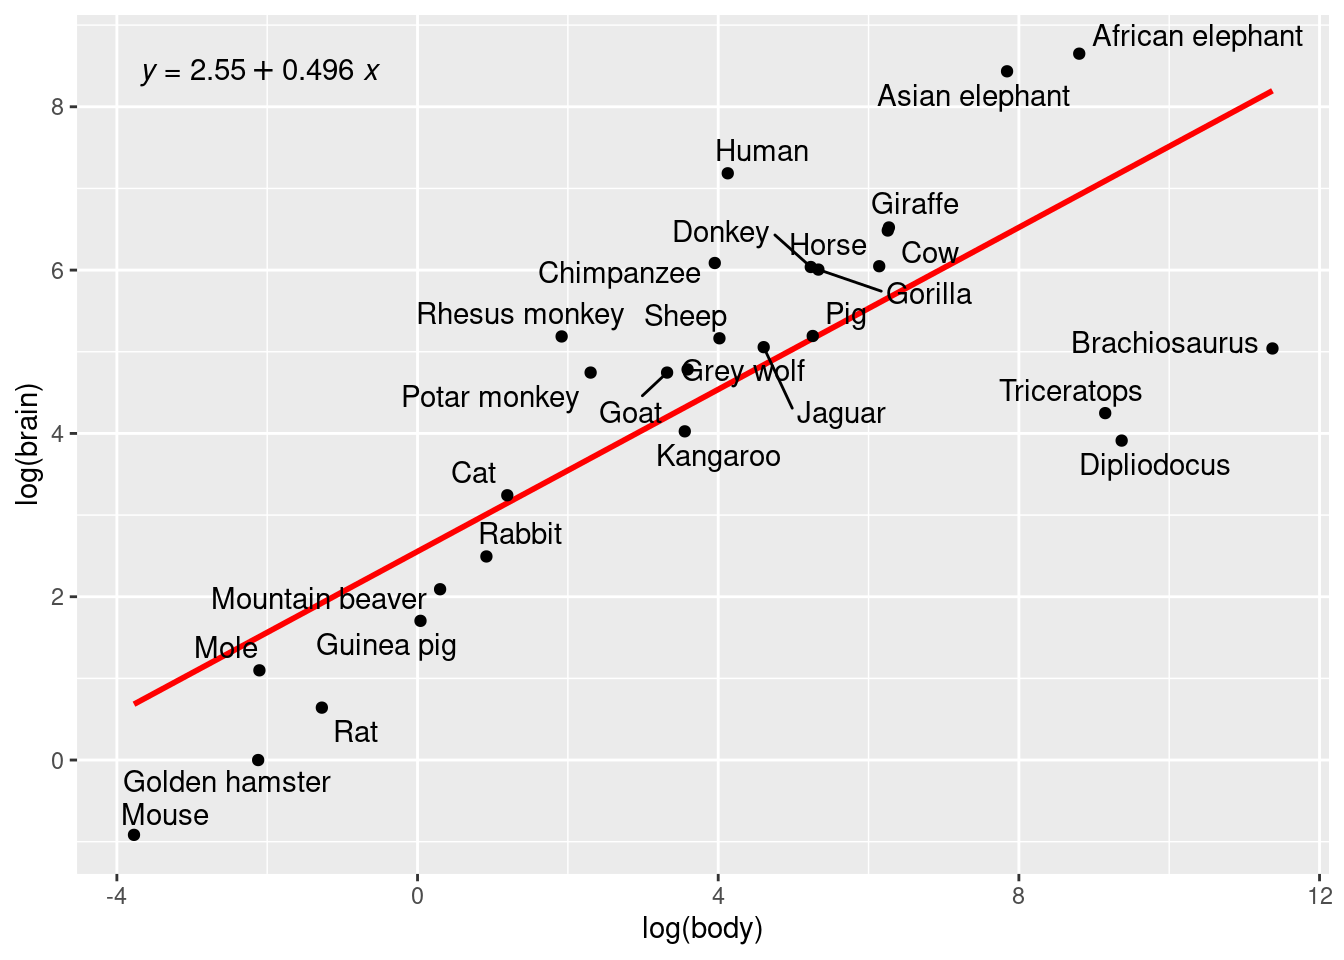 y = 2.55 + 0.496 x
African elephant
Asian elephant
Human
Giraffe
Donkey
Horse
Cow
Chimpanzee
Gorilla
Rhesus monkey
Sheep
Pig
Brachiosaurus
Grey wolf
Triceratops
Potar monkey
Goat
Jaguar
Kangaroo
Dipliodocus
Cat
Rabbit
Mountain beaver
Guinea pig
Mole
Rat
Golden hamster
Mouse
8
6
4
2
0
log(brain)
-4
0
4
8
12
log(body)